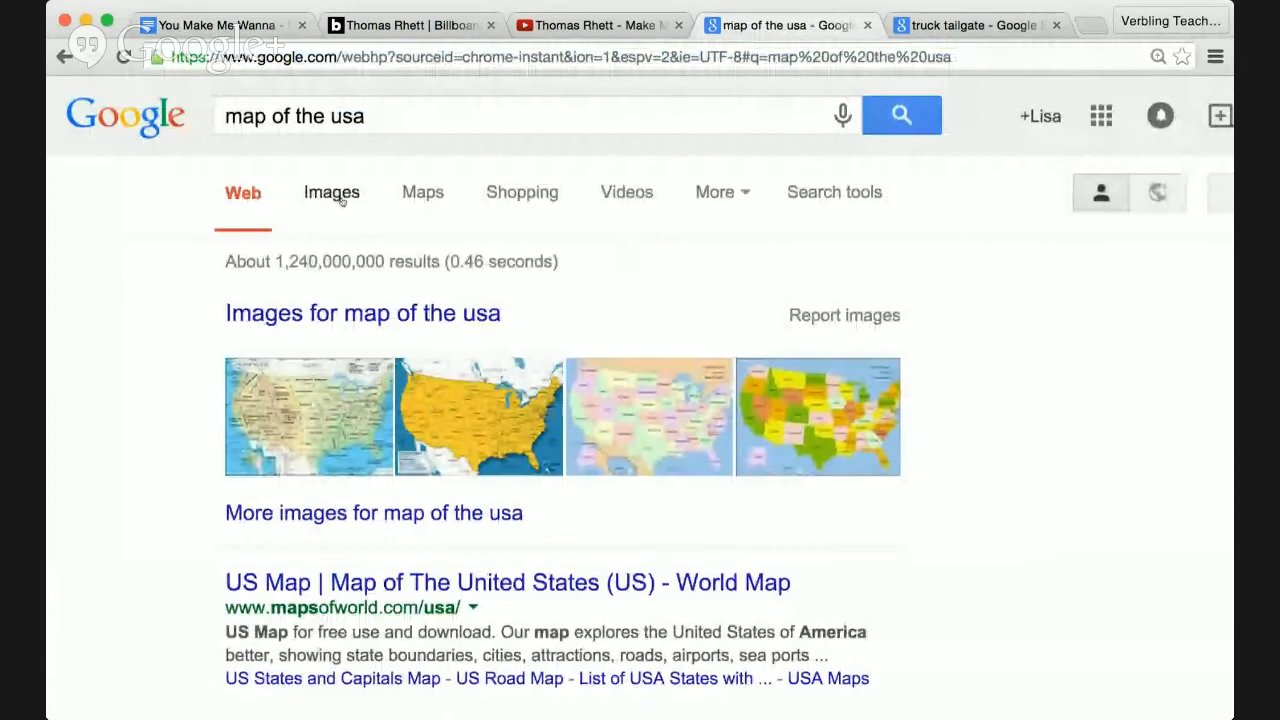 You Make Me Wanna -
Thomas Rhett | Billboar
Thomas Rhett - Make M
map of the usa - Google
truck tailgate - Google
Verbling Teach...
Google+
https://www.google.com/webhp?sourceid=chrome-instant&ion=1&espv=2&ie=UTF-8#q=map%20of%20the%20usa
Google
map of the usa
+Lisa
Web Images Maps Shopping Videos More Search tools
About 1,240,000,000 results (0.46 seconds)
Images for map of the usa
Report images
More images for map of the usa
US Map | Map of The United States (US) - World Map
www.mapsofworld.com/usa/
US Map for free use and download. Our map explores the United States of America
better, showing state boundaries, cities, attractions, roads, airports, sea ports ...
US States and Capitals Map - US Road Map - List of USA States with ... - USA Maps